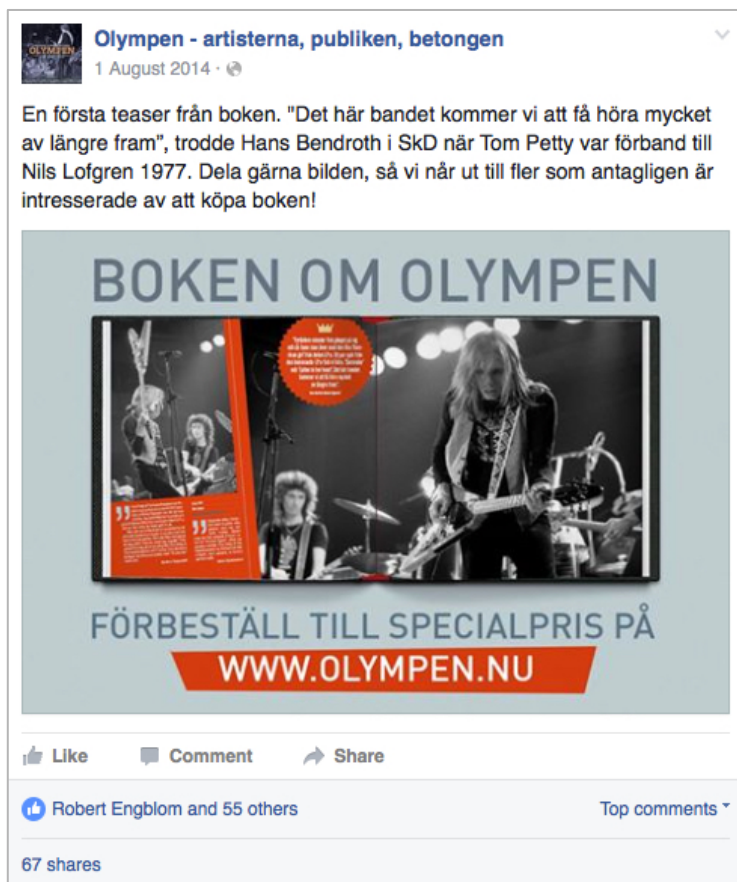 Olympen - artisterna, publiken, betongen
1 August 2014 ·
En första teaser från boken. "Det här bandet kommer vi att få höra mycket
av längre fram”, trodde Hans Bendroth i SkD när Tom Petty var förband till
Nils Lofgren 1977. Dela gärna bilden, så vi når ut till fler som antagligen är
intresserade av att köpa boken!
BOKEN OM OLYMPEN
FÖRBESTÄLL TILL SPECIALPRIS PÅ
WWW.OLYMPEN.NU
Like Comment Share
Robert Engblom and 55 others Top comments
67 shares